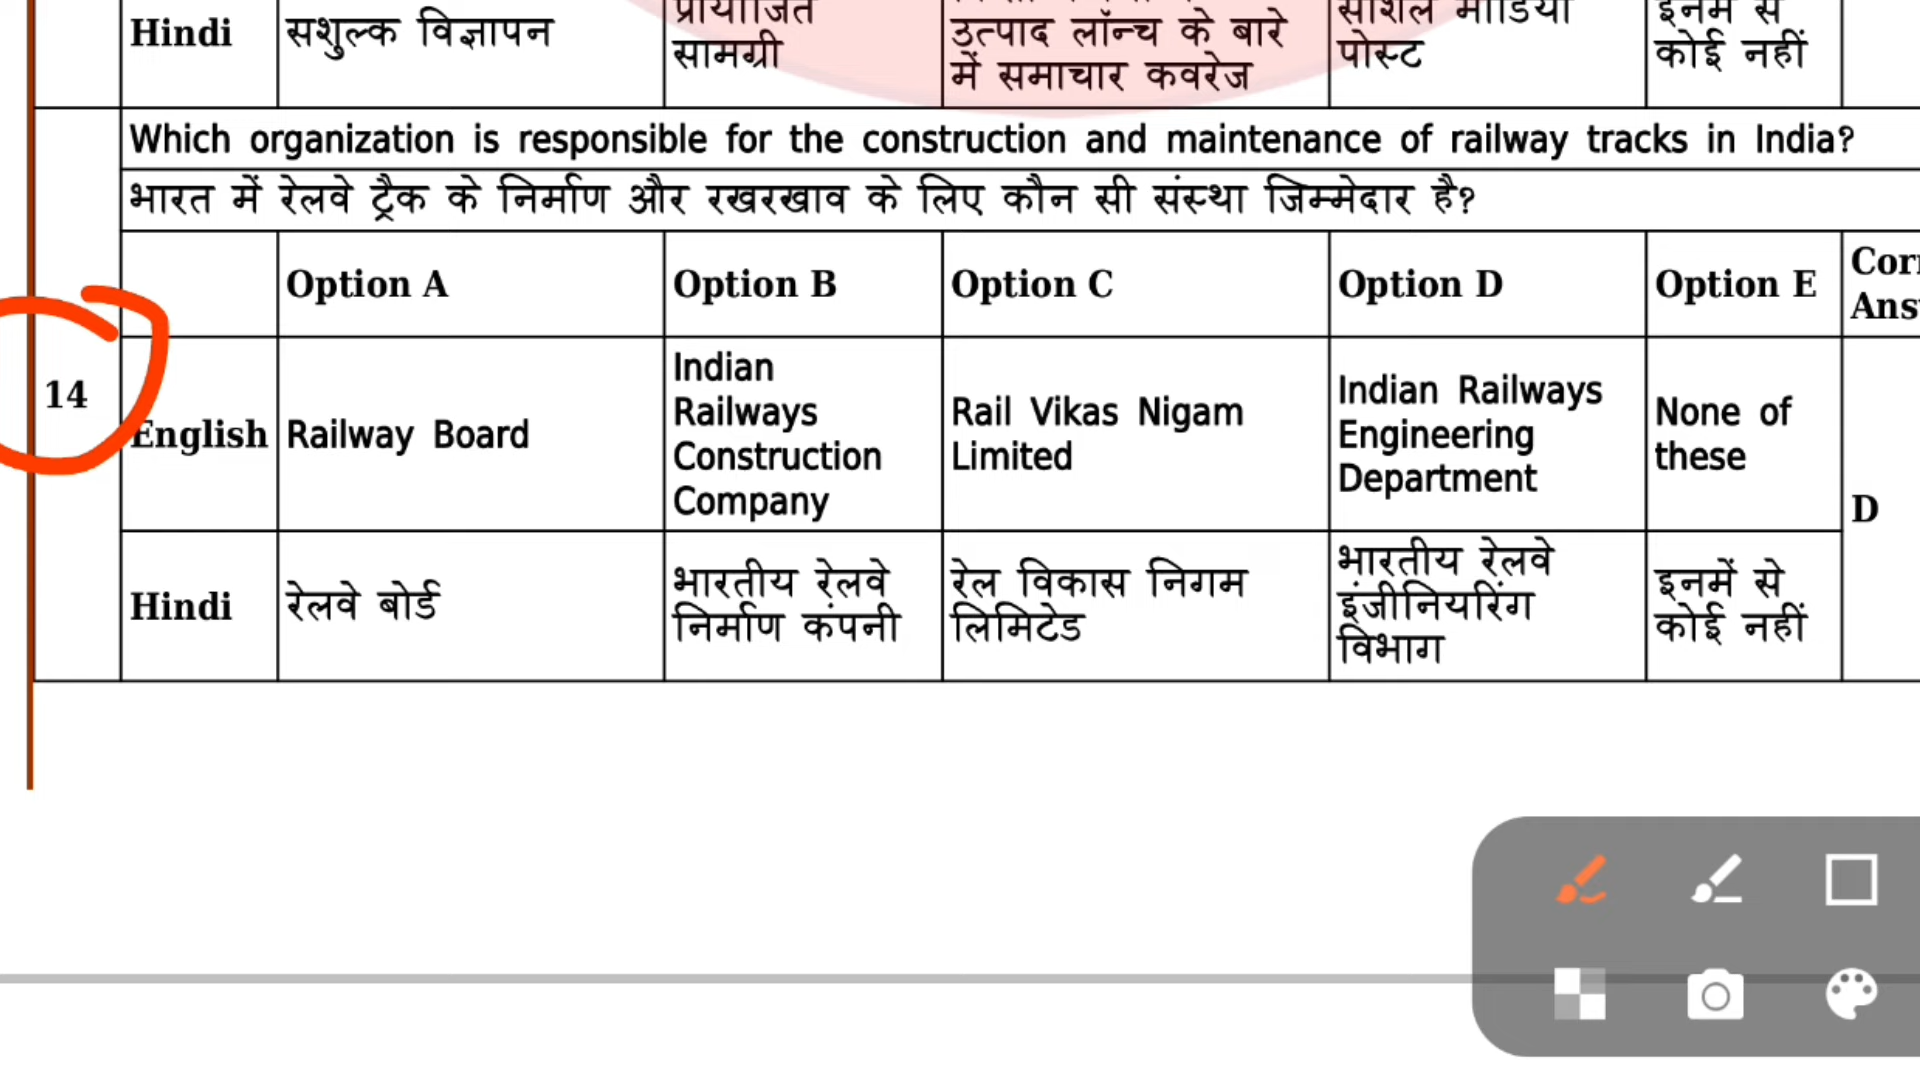 Hindi सशुल्क विज्ञापन प्रायोजित सामग्री उत्पाद लॉन्च के बारे में समाचार कवरेज सोशल मीडिया पोस्ट इनमें से कोई नहीं
Which organization is responsible for the construction and maintenance of railway tracks in India?
भारत में रेलवे ट्रैक के निर्माण और रखरखाव के लिए कौन सी संस्था जिम्मेदार है?
Option A Option B Option C Option D Option E
14
English Railway Board Indian Railways Construction Company Rail Vikas Nigam Limited Indian Railways Engineering Department None of these
D
Hindi रेलवे बोर्ड भारतीय रेलवे निर्माण कंपनी रेल विकास निगम लिमिटेड भारतीय रेलवे इंजीनियरिंग विभाग इनमें से कोई नहीं